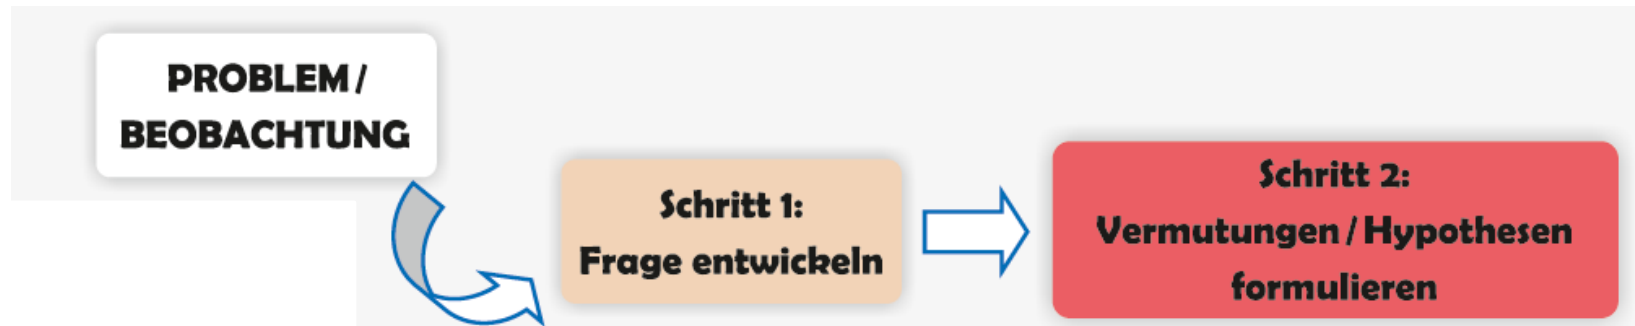 PROBLEM /
BEOBACHTUNG
Schritt 1:
Frage entwickeln
Schritt 2:
Vermutungen / Hypothesen
formulieren